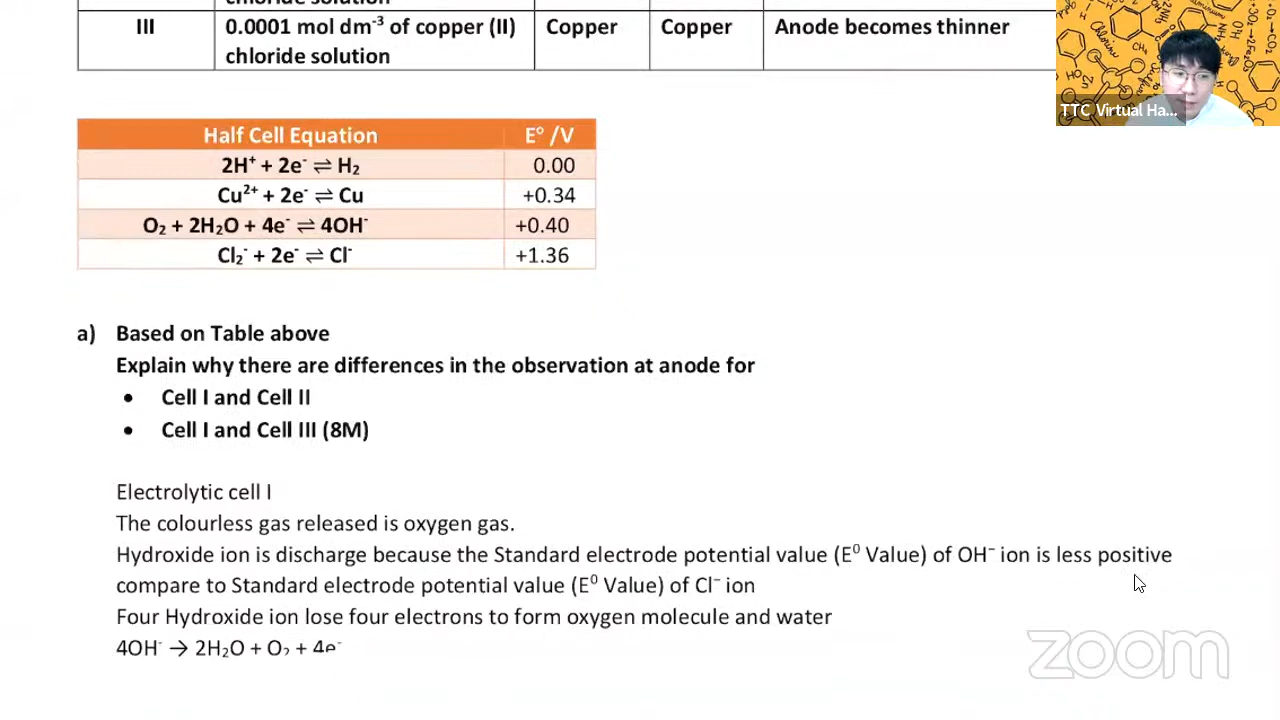 chloride solution
III 0.0001 mol dm⁻³ of copper (II) Copper Copper Anode becomes thinner
chloride solution
TTC Virtual Ha...
Half Cell Equation E° /V
2H⁺ + 2e⁻ ⇌ H₂ 0.00
Cu²⁺ + 2e⁻ ⇌ Cu +0.34
O₂ + 2H₂O + 4e⁻ ⇌ 4OH⁻ +0.40
Cl₂⁻ + 2e⁻ ⇌ Cl⁻ +1.36
a) Based on Table above
Explain why there are differences in the observation at anode for
• Cell I and Cell II
• Cell I and Cell III (8M)
Electrolytic cell I
The colourless gas released is oxygen gas.
Hydroxide ion is discharge because the Standard electrode potential value (E⁰ Value) of OH⁻ ion is less positive
compare to Standard electrode potential value (E⁰ Value) of Cl⁻ ion
Four Hydroxide ion lose four electrons to form oxygen molecule and water
4OH⁻ → 2H₂O + O₂ + 4e⁻
zoom